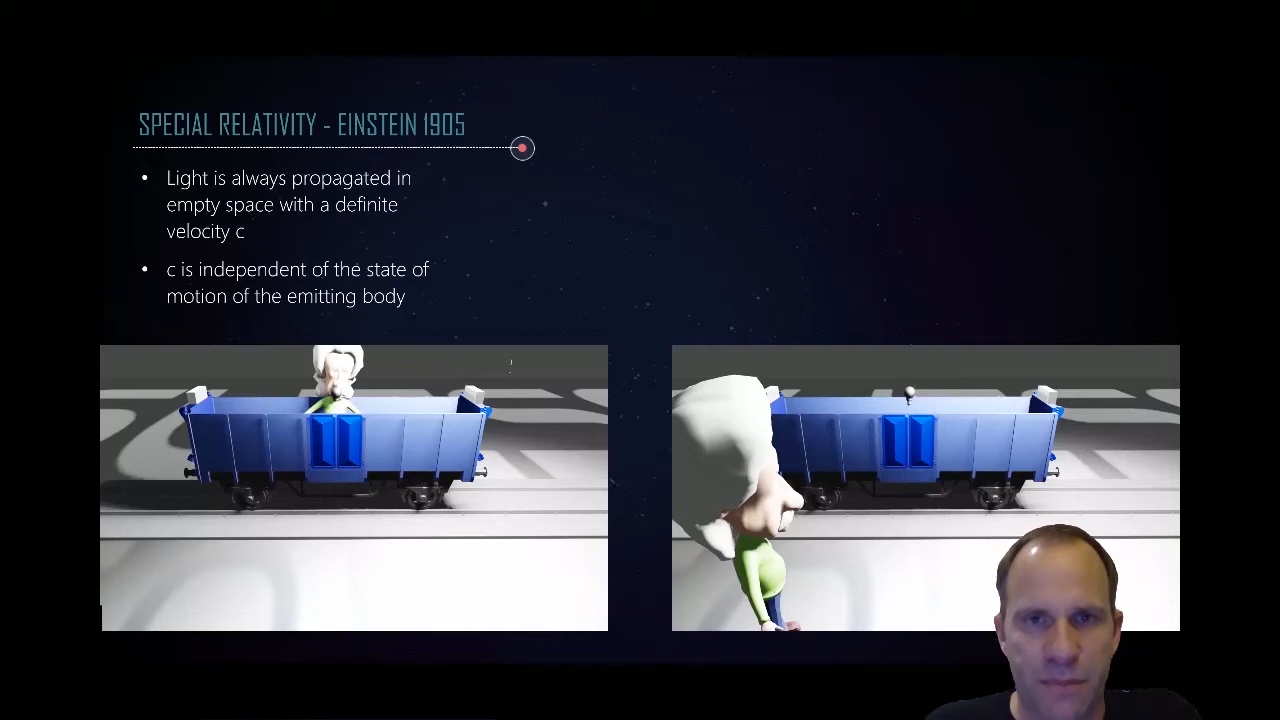 SPECIAL RELATIVITY - EINSTEIN 1905
• Light is always propagated in
empty space with a definite
velocity c
• c is independent of the state of
motion of the emitting body